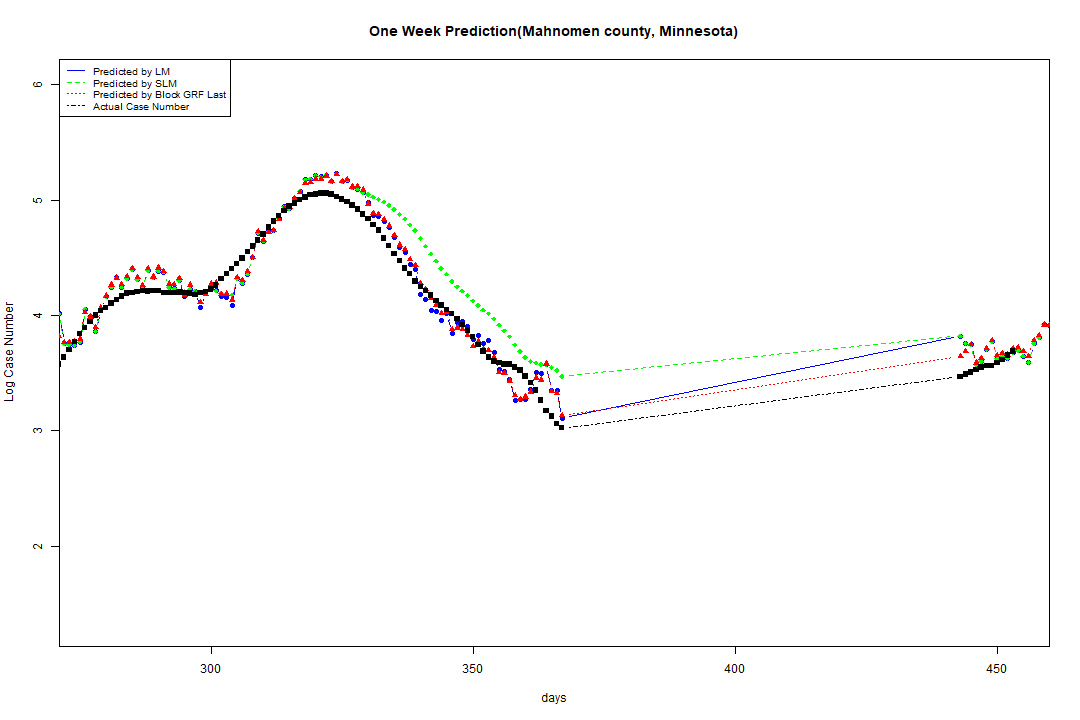 One Week Prediction(Mahnomen county, Minnesota)
Predicted by LM
Predicted by SLM
Predicted by Block GRF Last
Actual Case Number
6
5
4
3
2
Log Case Number
300 350 400 450
days